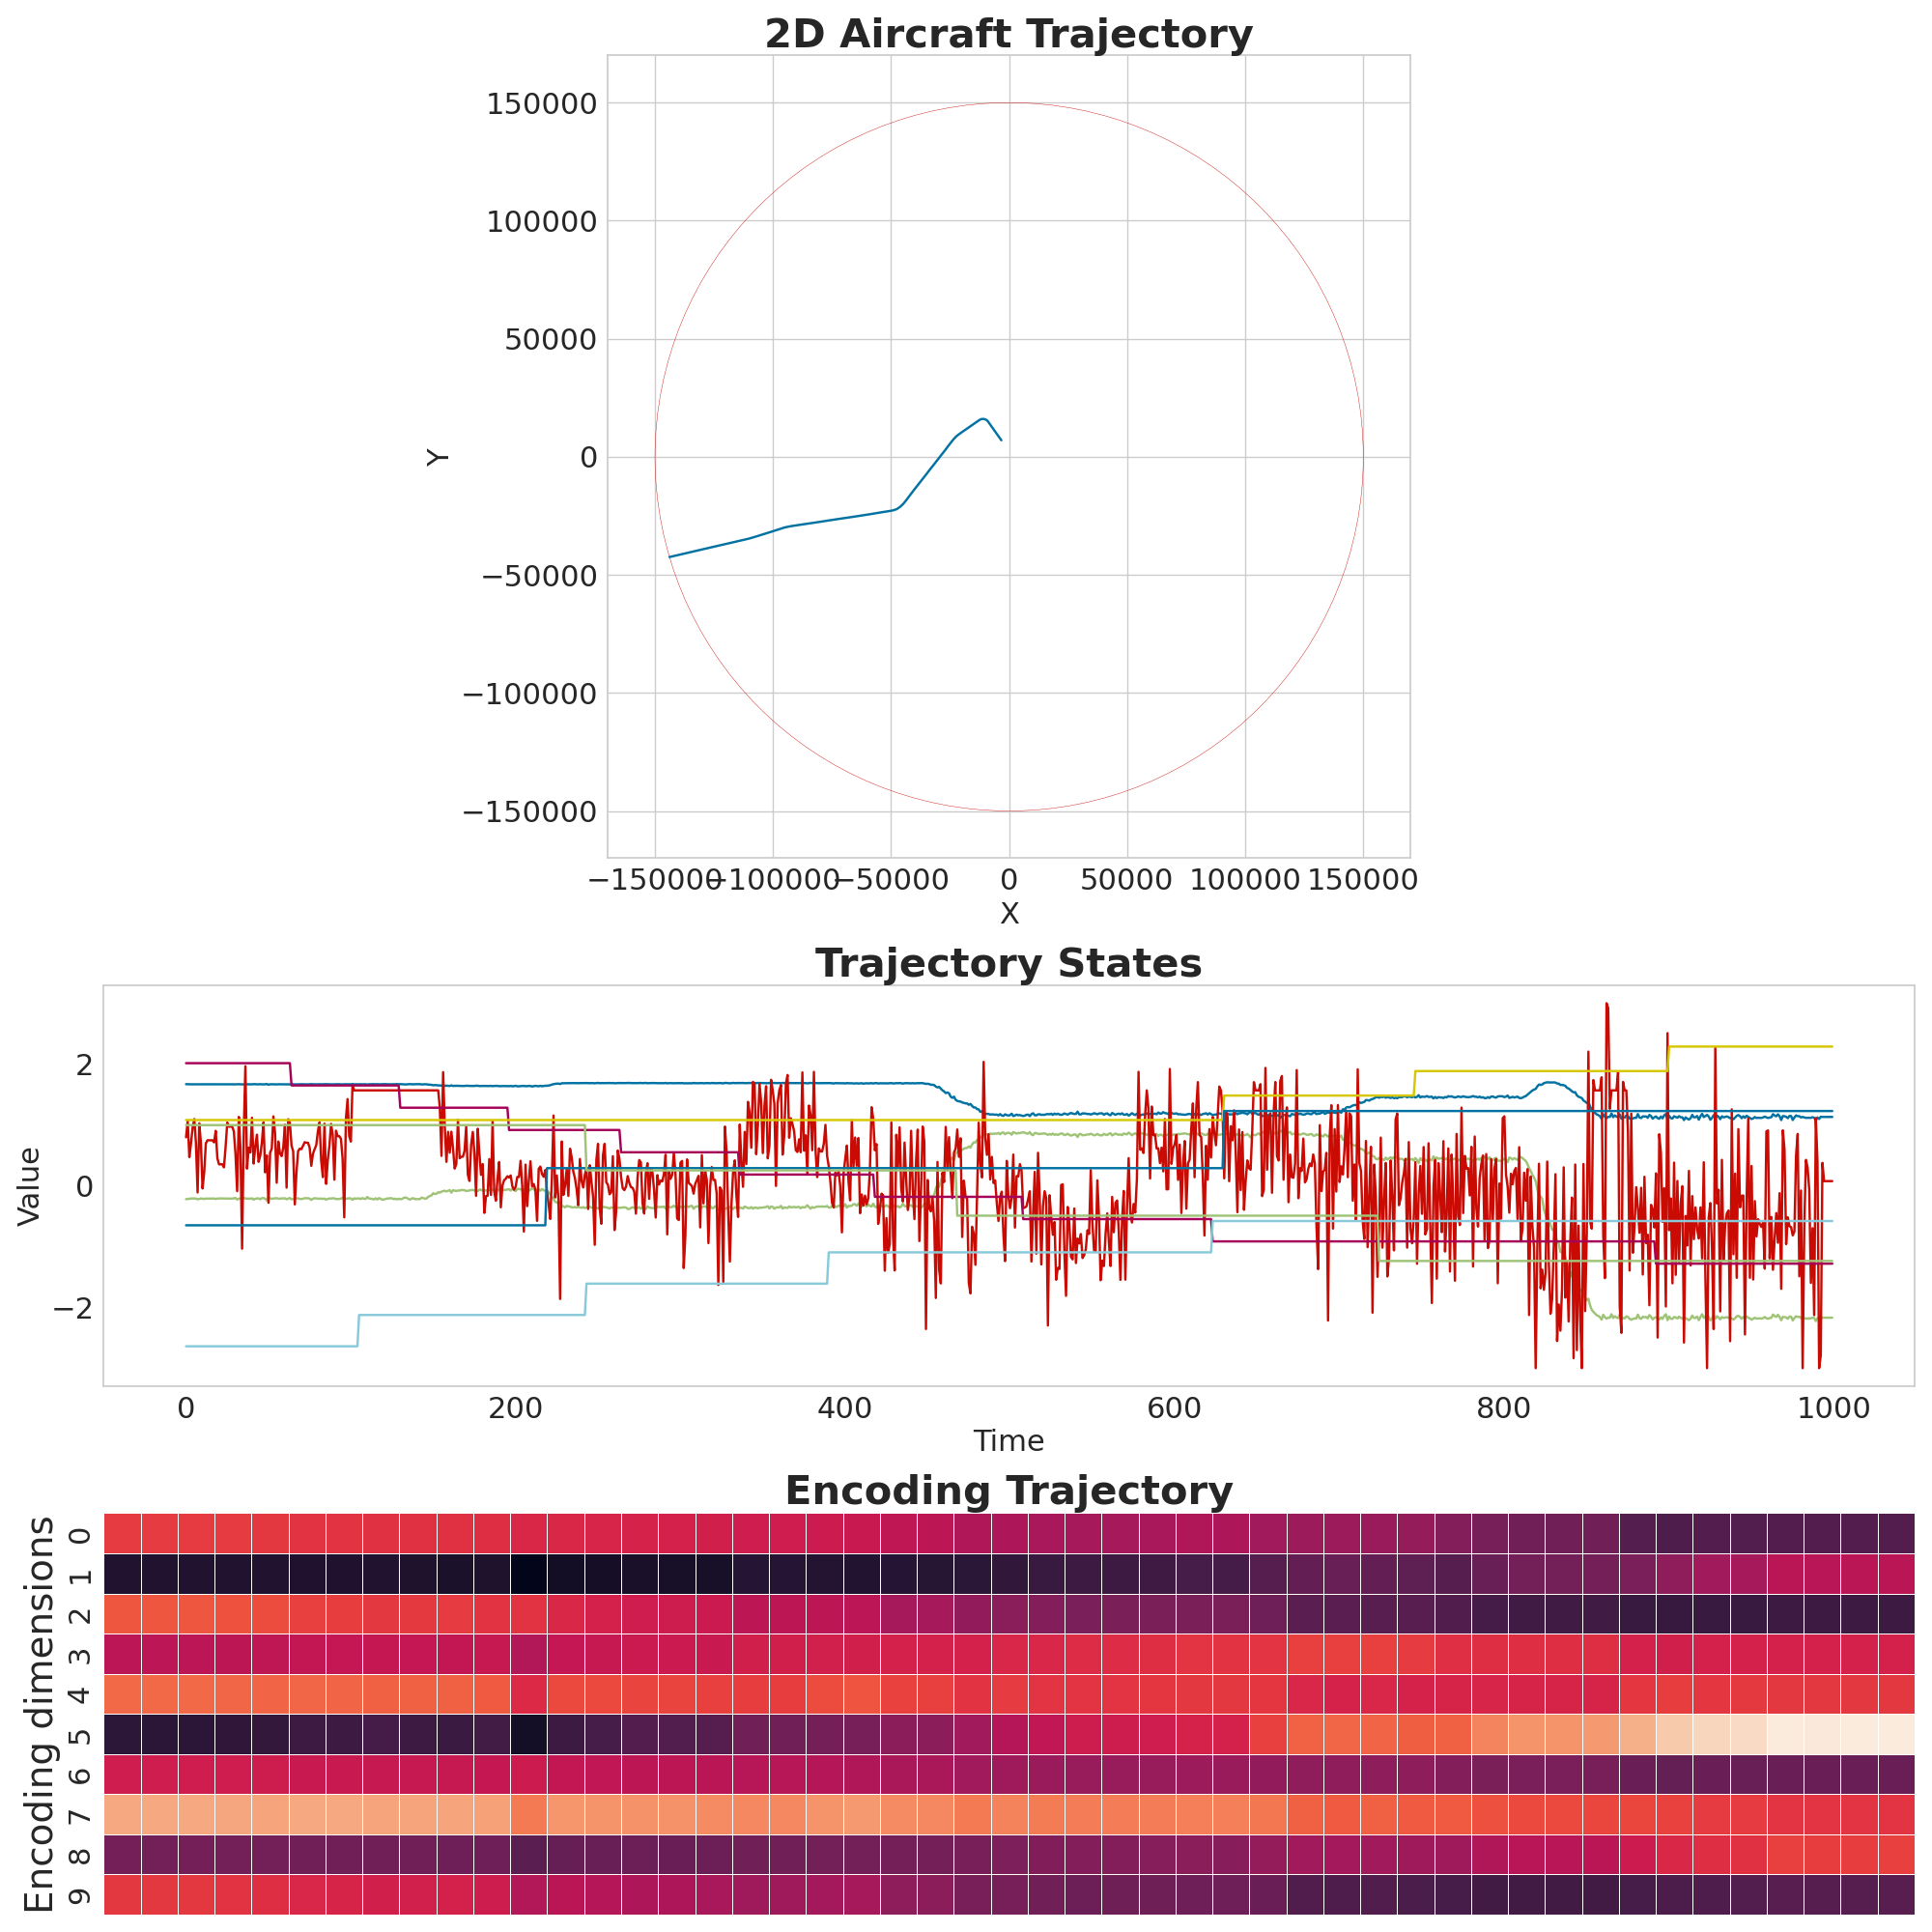 2D Aircraft Trajectory
150000
100000
50000
0
−50000
−100000
−150000
Y
−150000 −100000 −50000 0 50000 100000 150000
X
Trajectory States
2
0
−2
Value
0 200 400 600 800 1000
Time
Encoding Trajectory
Encoding dimensions
0
1
2
3
4
5
6
7
8
9